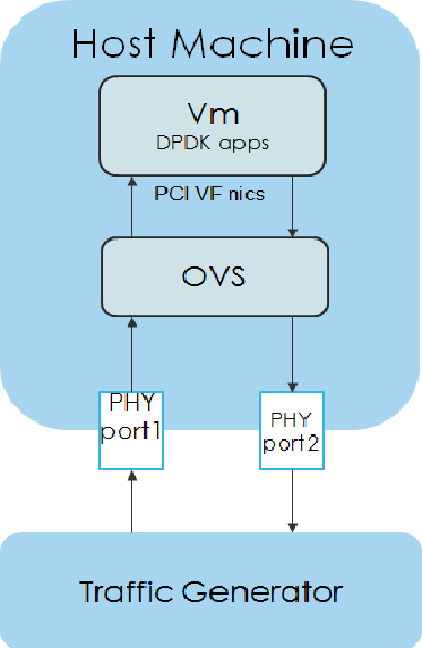 Host Machine
Vm
DPDK apps
PCI VF nics
OVS
PHY
port1
PHY
port2
Traffic Generator